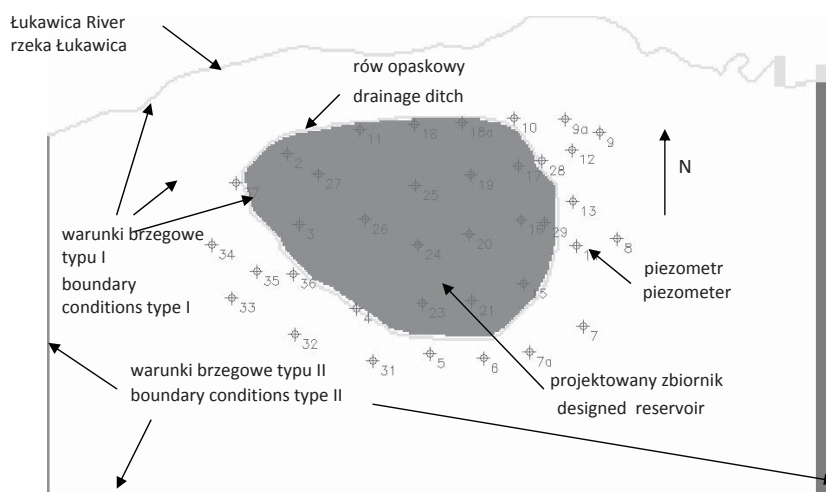 Łukawica River
rzeka Łukawica
rów opaskowy
drainage ditch
10
9a
9
11
18
18a
12
2
28
17
27
19
25
13
3
26
16
29
8
34
20
1
24
warunki brzegowe
typu I
boundary
conditions type I
N
piezometr
piezometer
35
36
33
23
21
4
7
32
5
6
7a
31
warunki brzegowe typu II
boundary conditions type II
projektowany zbiornik
designed reservoir